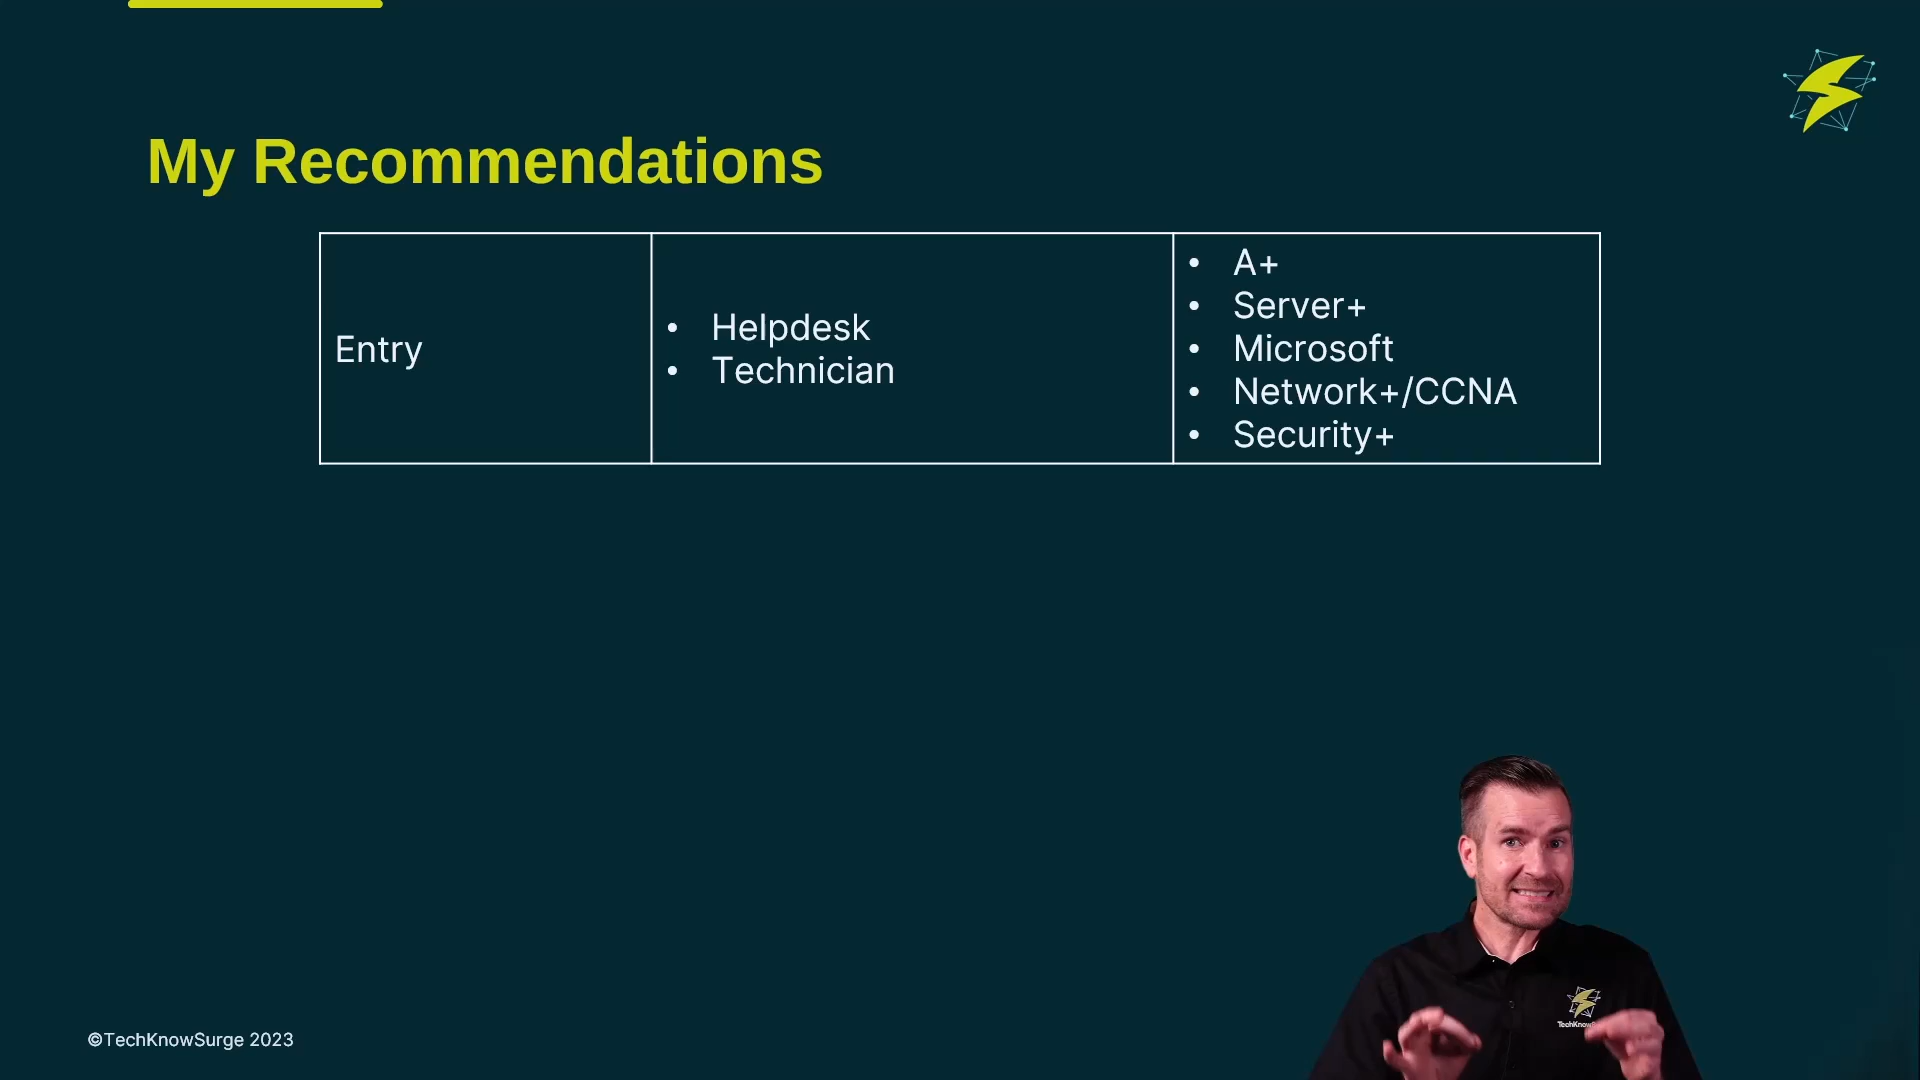 My Recommendations
Entry
• Helpdesk
• Technician
• A+
• Server+
• Microsoft
• Network+/CCNA
• Security+
©TechKnowSurge 2023